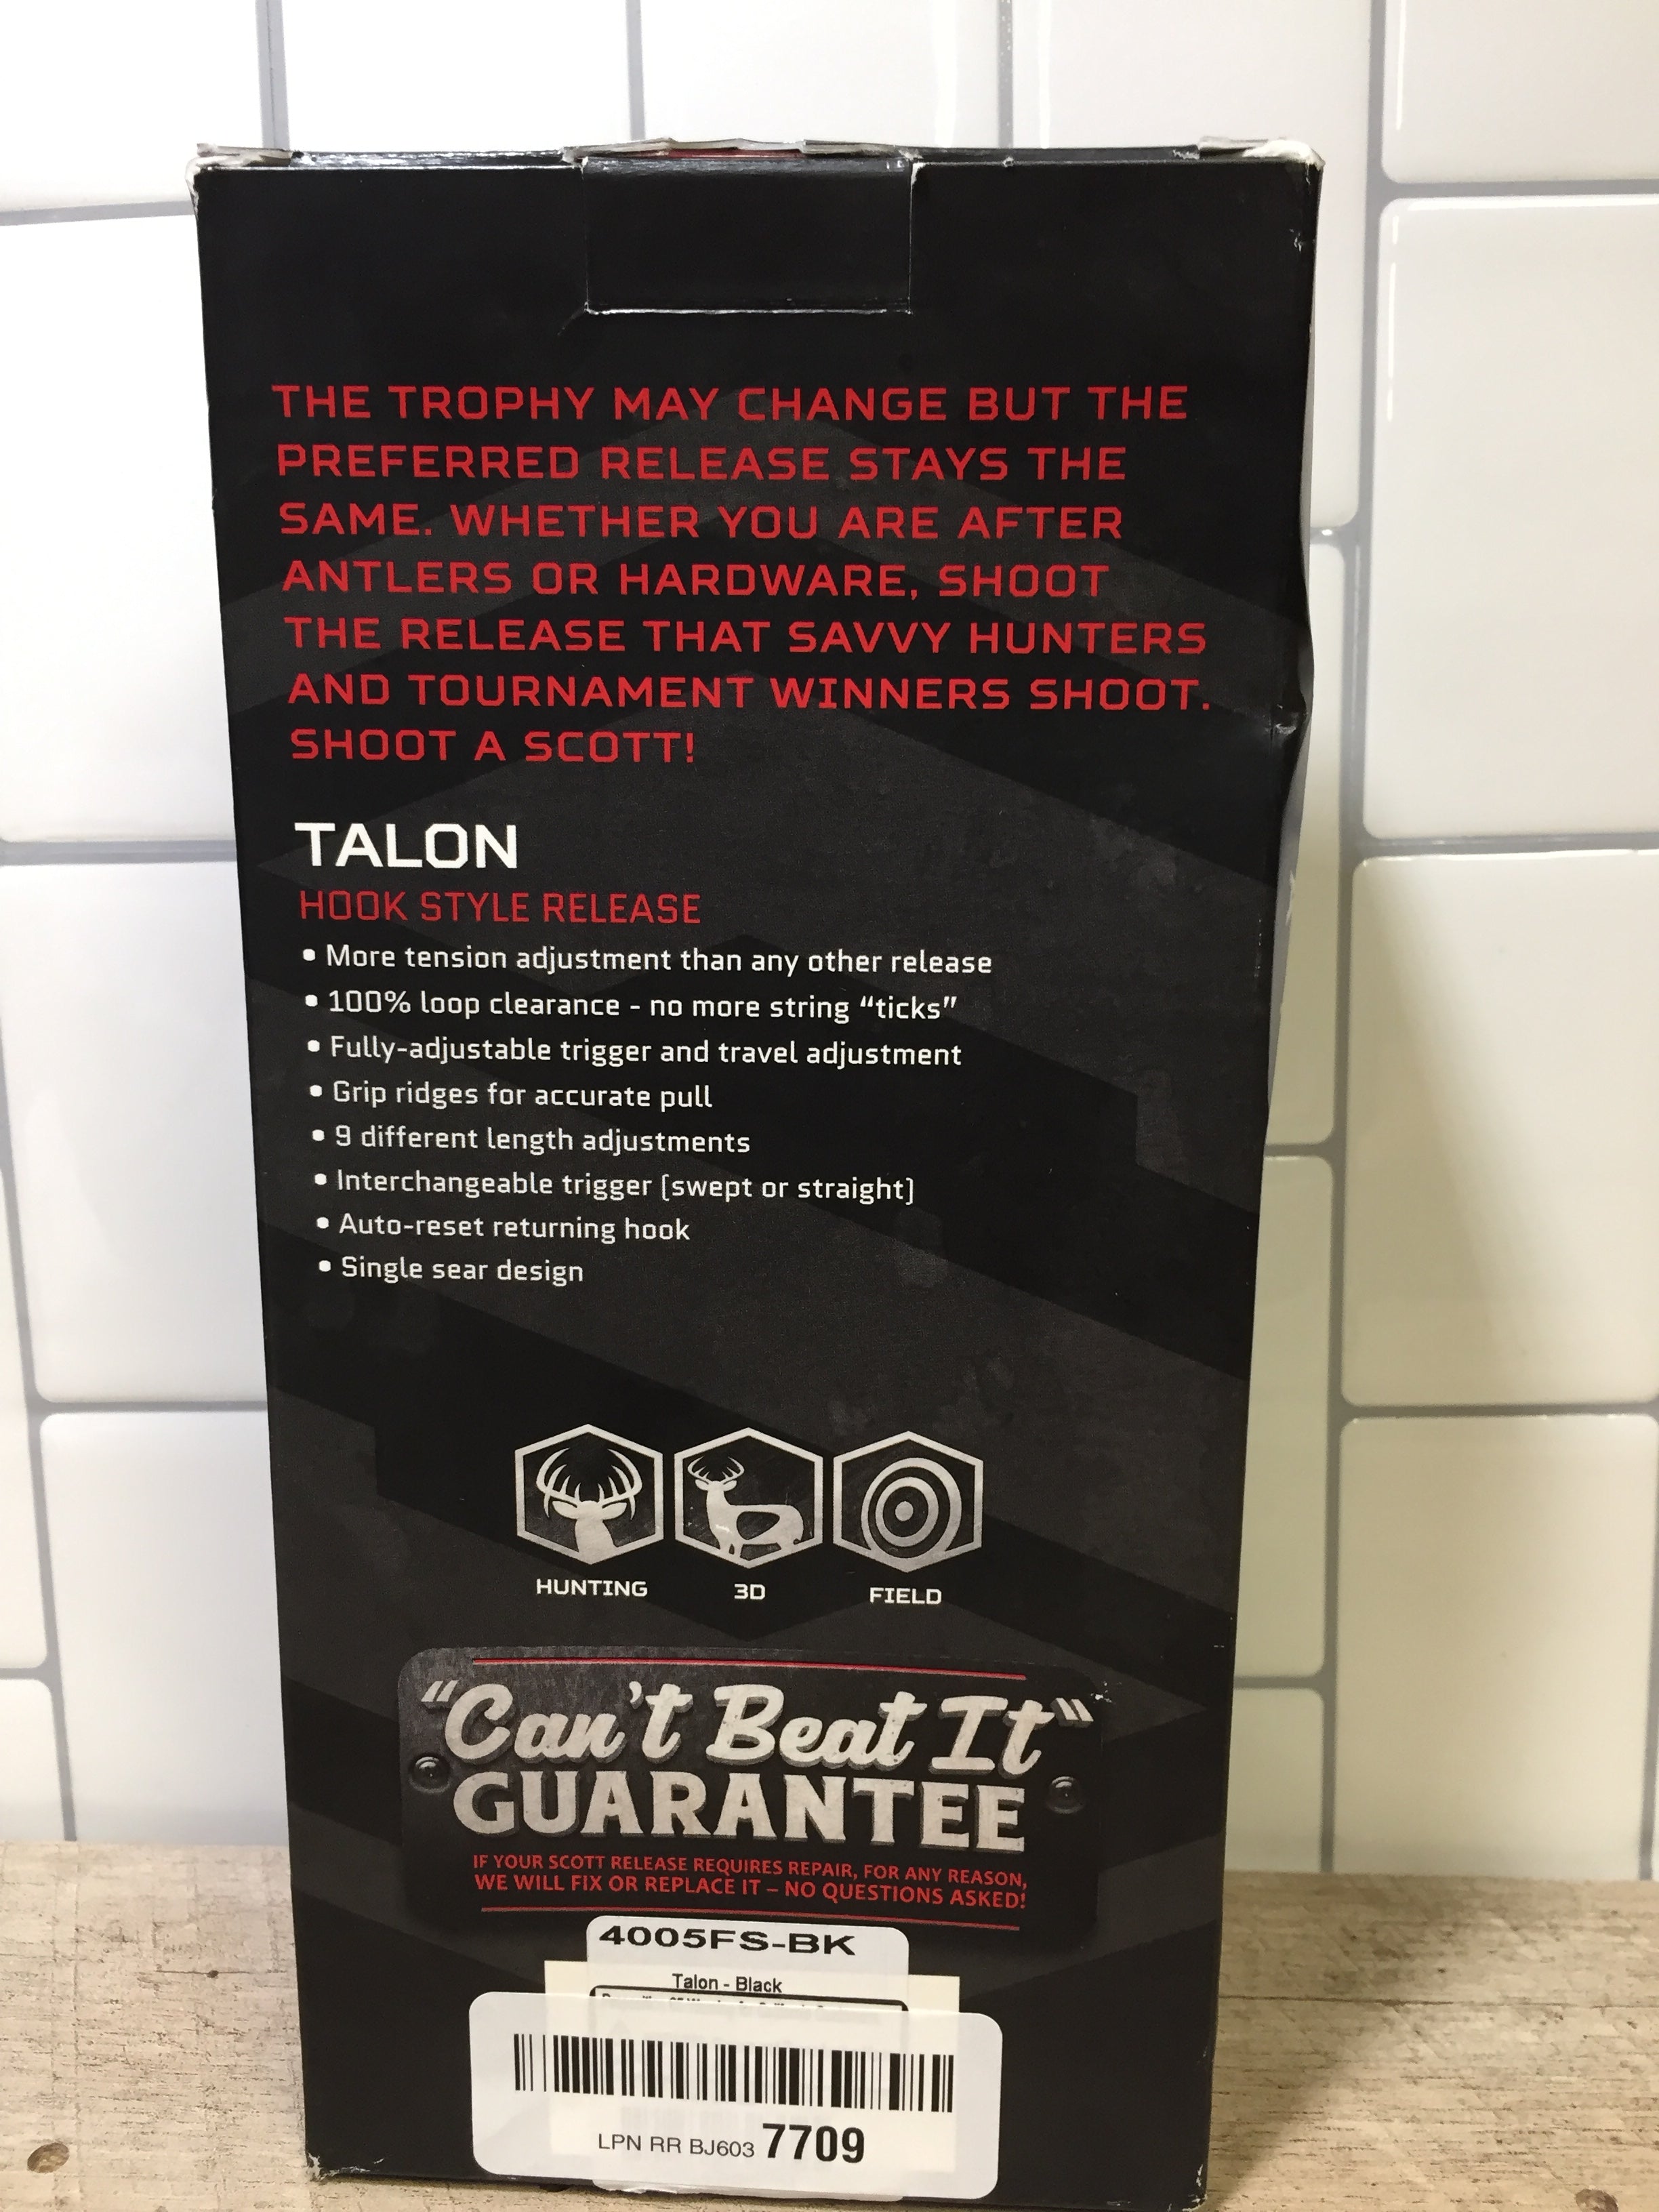 THE TROPHY MAY CHANGE BUT THE
PREFERRED RELEASE STAYS THE
SAME. WHETHER YOU ARE AFTER
ANTLERS OR HARDWARE, SHOOT
THE RELEASE THAT SAVVY HUNTERS
AND TOURNAMENT WINNERS SHOOT.
SHOOT A SCOTT!
TALON
HOOK STYLE RELEASE
• More tension adjustment than any other release
• 100% loop clearance - no more string “ticks”
• Fully-adjustable trigger and travel adjustment
• Grip ridges for accurate pull
• 9 different length adjustments
• Interchangeable trigger [swept or straight]
• Auto-reset returning hook
• Single sear design
HUNTING 3D FIELD
“Can't Beat It”
GUARANTEE
IF YOUR SCOTT RELEASE REQUIRES REPAIR, FOR ANY REASON,
WE WILL FIX OR REPLACE IT – NO QUESTIONS ASKED!
4005FS-BK
Talon - Black
LPN RR BJ603 7709